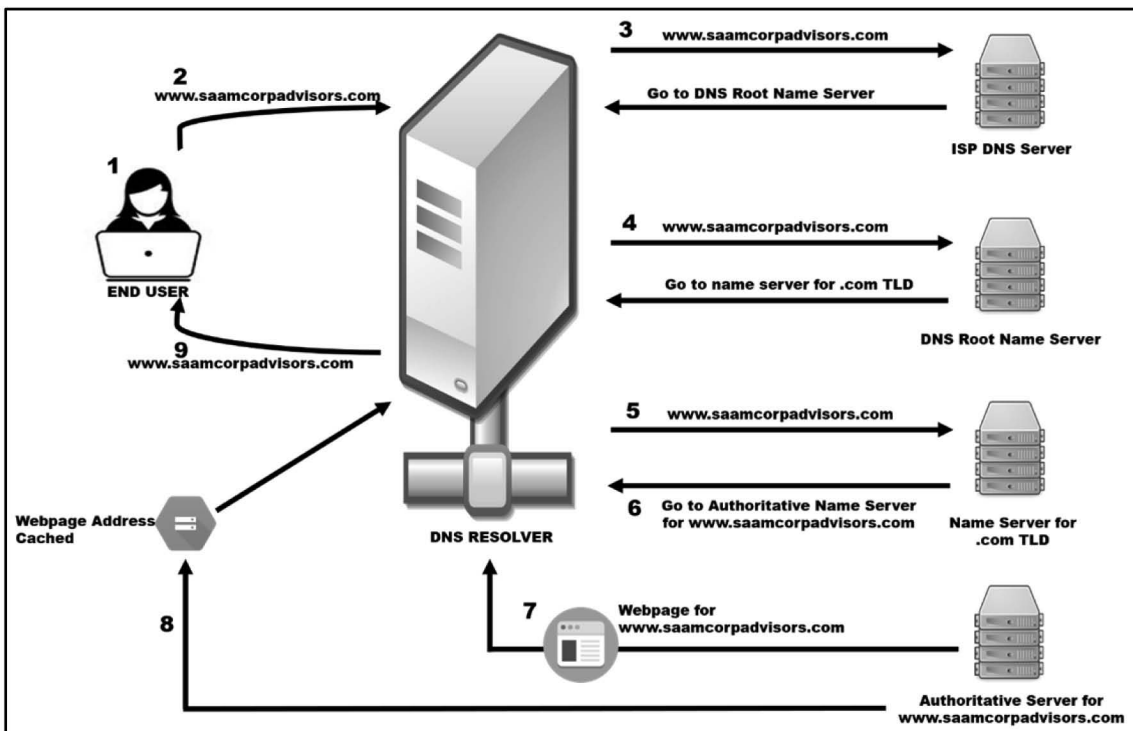 1
END USER
2
www.saamcorpadvisors.com
3
www.saamcorpadvisors.com
Go to DNS Root Name Server
ISP DNS Server
4
www.saamcorpadvisors.com
Go to name server for .com TLD
DNS Root Name Server
5
www.saamcorpadvisors.com
6
Go to Authoritative Name Server
for www.saamcorpadvisors.com
Name Server for
.com TLD
DNS RESOLVER
7
Webpage for
www.saamcorpadvisors.com
Authoritative Server for
www.saamcorpadvisors.com
8
Webpage Address
Cached
9
www.saamcorpadvisors.com